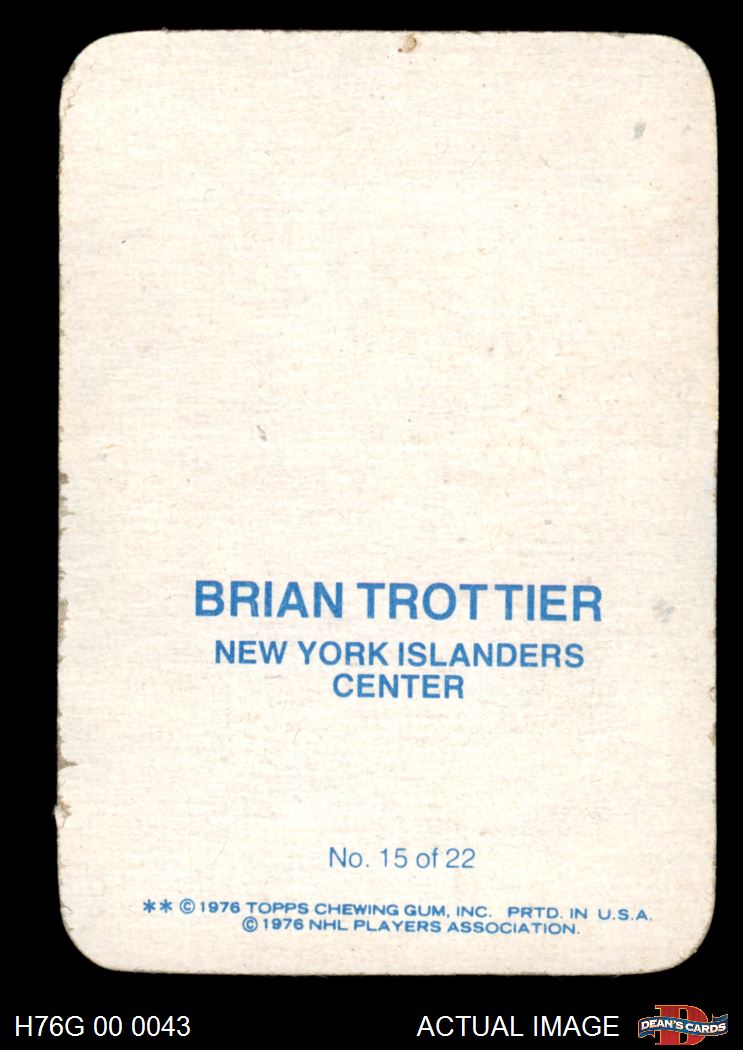 BRIAN TROTTIER
NEW YORK ISLANDERS
CENTER
No. 15 of 22
** © 1976 TOPPS CHEWING GUM, INC. PRTD. IN U.S.A.
© 1976 NHL PLAYERS ASSOCIATION.
H76G 00 0043 ACTUAL IMAGE DEAN'S CARDS